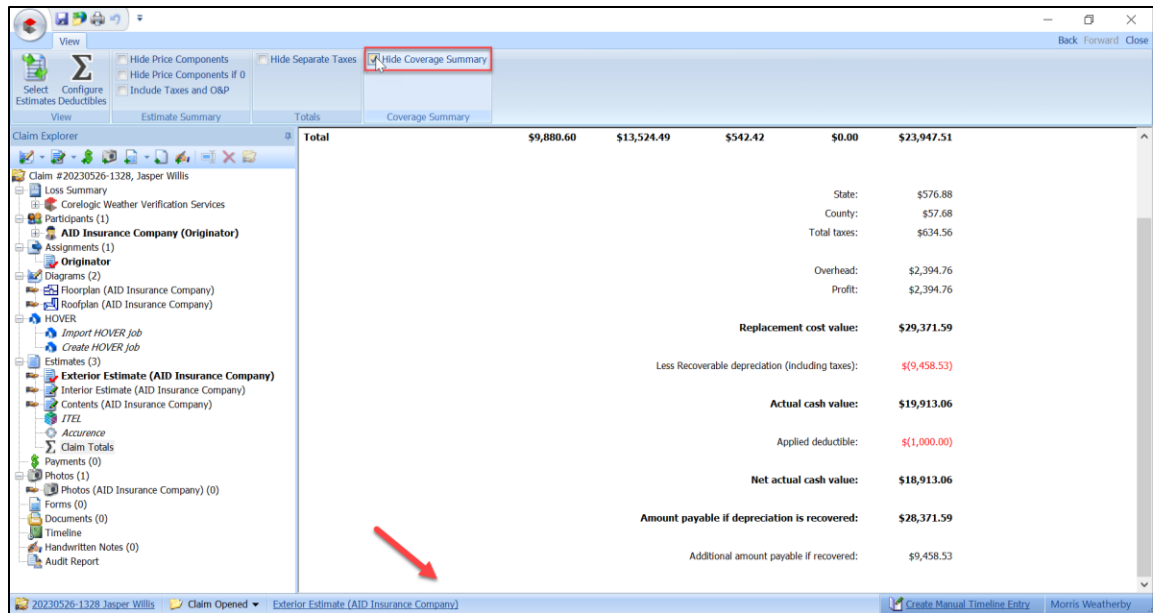 View
Back Forward Close
Select Estimates
Configure Deductibles
View
Hide Price Components
Hide Price Components if 0
Include Taxes and O&P
Estimate Summary
Hide Separate Taxes
Totals
Hide Coverage Summary
Coverage Summary
Claim Explorer
Claim #20230526-1328, Jasper Willis
Loss Summary
Corelogic Weather Verification Services
Participants (1)
AID Insurance Company (Originator)
Assignments (1)
Originator
Diagrams (2)
Floorplan (AID Insurance Company)
Roofplan (AID Insurance Company)
HOVER
Import HOVER Job
Create HOVER Job
Estimates (3)
Exterior Estimate (AID Insurance Company)
Interior Estimate (AID Insurance Company)
Contents (AID Insurance Company)
ITEL
Accurence
Claim Totals
Payments (0)
Photos (1)
Photos (AID Insurance Company) (0)
Forms (0)
Documents (0)
Timeline
Handwritten Notes (0)
Audit Report
Total $9,880.60 $13,524.49 $542.42 $0.00 $23,947.51
State: $576.88
County: $57.68
Total taxes: $634.56
Overhead: $2,394.76
Profit: $2,394.76
Replacement cost value: $29,371.59
Less Recoverable depreciation (including taxes): $(9,458.53)
Actual cash value: $19,913.06
Applied deductible: $(1,000.00)
Net actual cash value: $18,913.06
Amount payable if depreciation is recovered: $28,371.59
Additional amount payable if recovered: $9,458.53
20230526-1328 Jasper Willis Claim Opened Exterior Estimate (AID Insurance Company) Create Manual Timeline Entry Morris Weatherby